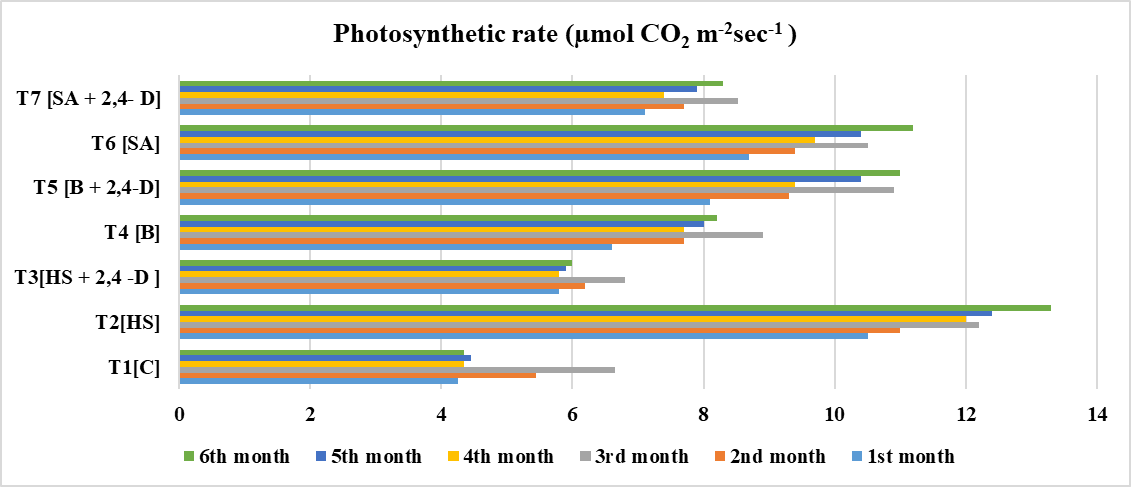 Photosynthetic rate (µmol CO₂ m⁻²sec⁻¹ )
T7 [SA + 2,4- D]
T6 [SA]
T5 [B + 2,4-D]
T4 [B]
T3[HS + 2,4 -D ]
T2[HS]
T1[C]
0 2 4 6 8 10 12 14
6th month 5th month 4th month 3rd month 2nd month 1st month